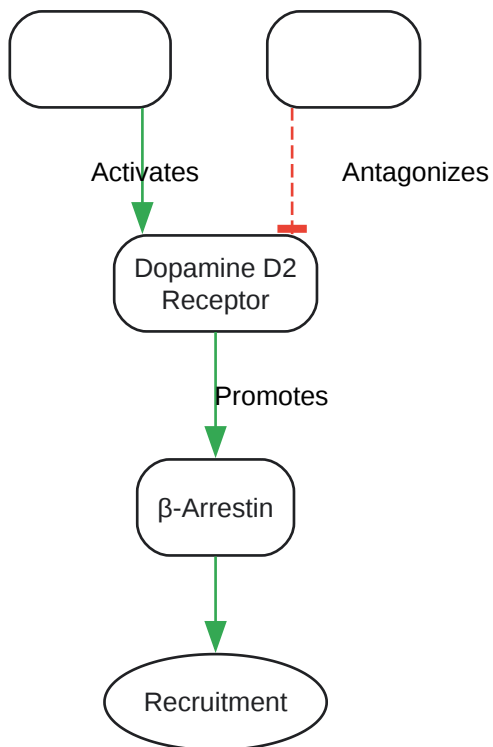 Activates
Antagonizes
Dopamine D2
Receptor
Promotes
β-Arrestin
Recruitment